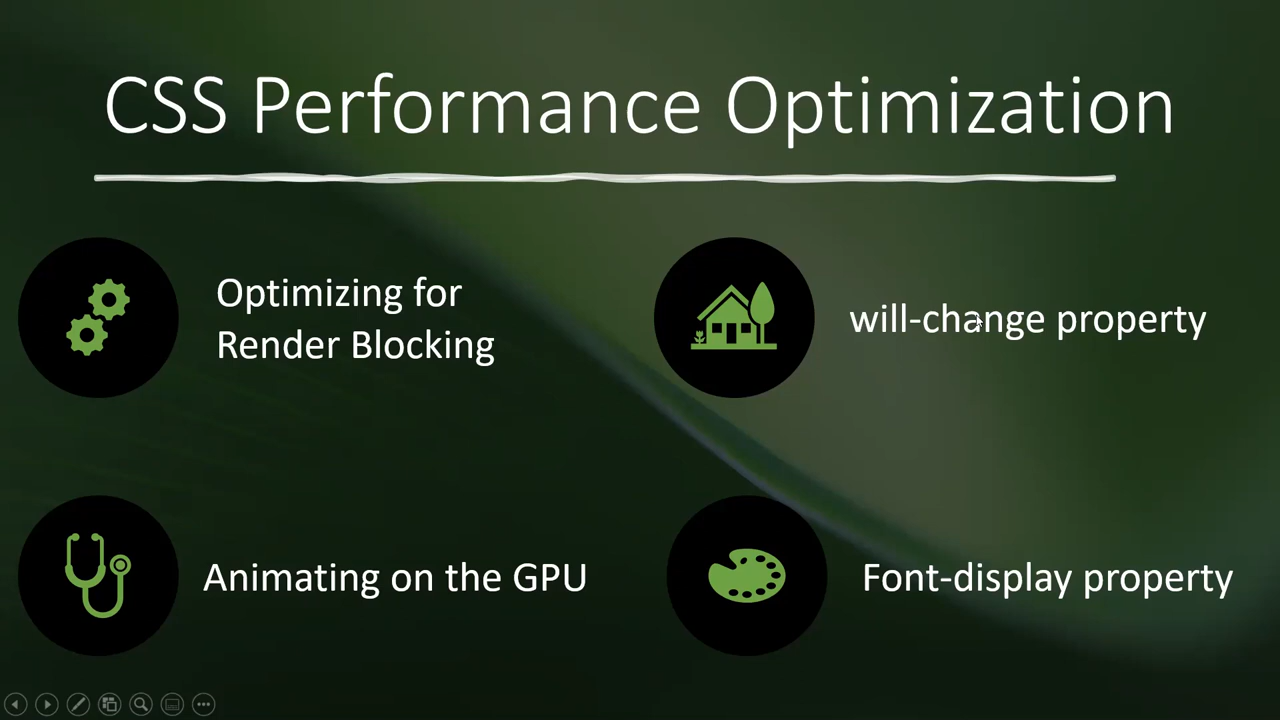 CSS Performance Optimization
Optimizing for
Render Blocking
will-change property
Animating on the GPU
Font-display property